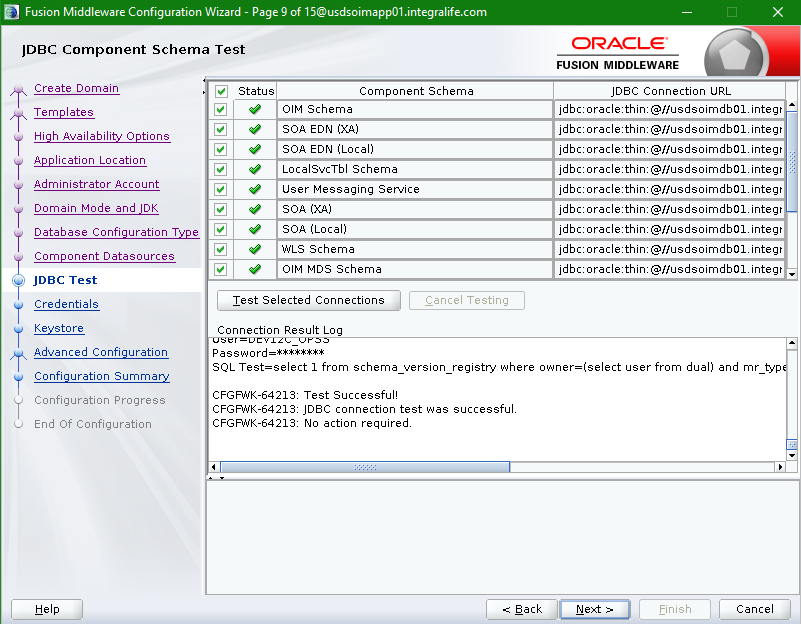 Fusion Middleware Configuration Wizard - Page 9 of 15@usdsoimapp01.integralife.com
JDBC Component Schema Test
ORACLE
FUSION MIDDLEWARE
Create Domain
Templates
High Availability Options
Application Location
Administrator Account
Domain Mode and JDK
Database Configuration Type
Component Datasources
JDBC Test
Credentials
Keystore
Advanced Configuration
Configuration Summary
Configuration Progress
End Of Configuration
Status Component Schema JDBC Connection URL
OIM Schema jdbc:oracle:thin:@//usdsoimdb01.integr
SOA EDN (XA) jdbc:oracle:thin:@//usdsoimdb01.integr
SOA EDN (Local) jdbc:oracle:thin:@//usdsoimdb01.integr
LocalSvcTbl Schema jdbc:oracle:thin:@//usdsoimdb01.integr
User Messaging Service jdbc:oracle:thin:@//usdsoimdb01.integr
SOA (XA) jdbc:oracle:thin:@//usdsoimdb01.integr
SOA (Local) jdbc:oracle:thin:@//usdsoimdb01.integr
WLS Schema jdbc:oracle:thin:@//usdsoimdb01.integr
OIM MDS Schema jdbc:oracle:thin:@//usdsoimdb01.integr
Test Selected Connections Cancel Testing
Connection Result Log
User=DEV12C_OPSS
Password=********
SQL Test=select 1 from schema_version_registry where owner=(select user from dual) and mr_type
CFGFWK-64213: Test Successful!
CFGFWK-64213: JDBC connection test was successful.
CFGFWK-64213: No action required.
Help < Back Next > Finish Cancel